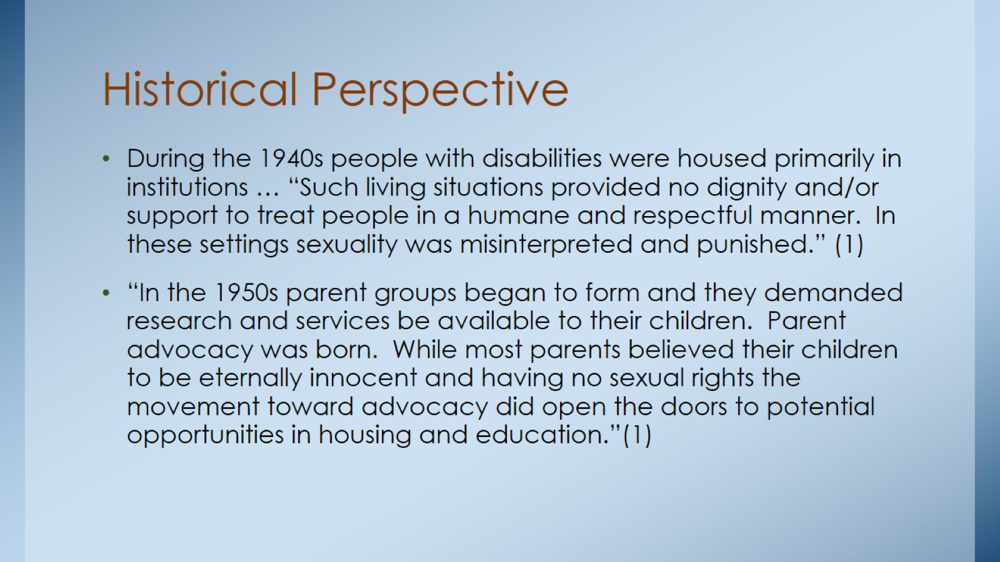 Historical Perspective
• During the 1940s people with disabilities were housed primarily in
institutions … “Such living situations provided no dignity and/or
support to treat people in a humane and respectful manner.  In
these settings sexuality was misinterpreted and punished.” (1)
• “In the 1950s parent groups began to form and they demanded
research and services be available to their children.  Parent
advocacy was born.  While most parents believed their children
to be eternally innocent and having no sexual rights the
movement toward advocacy did open the doors to potential
opportunities in housing and education.”(1)